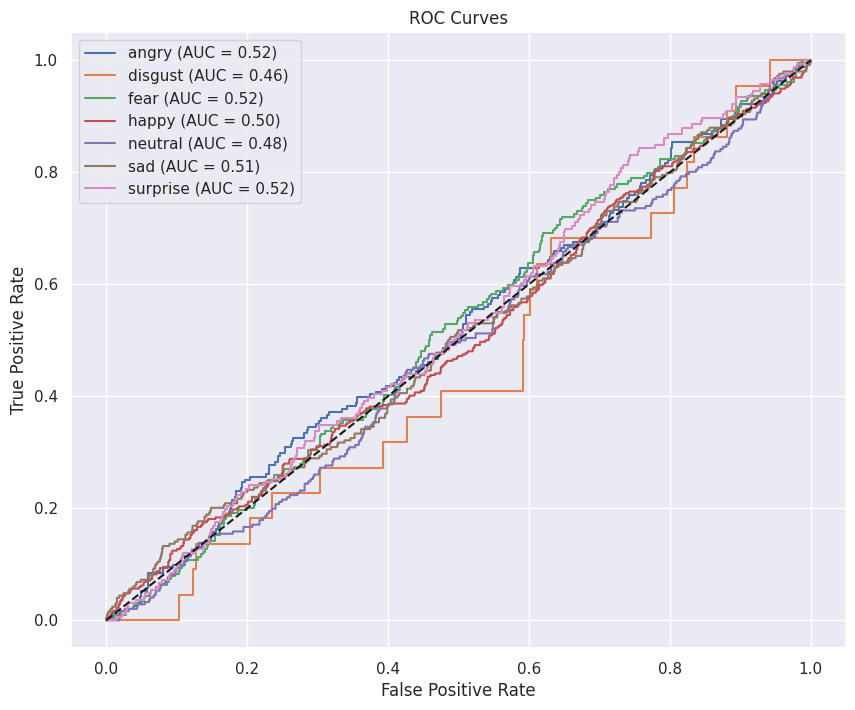 ROC Curves
angry (AUC = 0.52)
disgust (AUC = 0.46)
fear (AUC = 0.52)
happy (AUC = 0.50)
neutral (AUC = 0.48)
sad (AUC = 0.51)
surprise (AUC = 0.52)
1.0
0.8
0.6
0.4
0.2
0.0
True Positive Rate
0.0 0.2 0.4 0.6 0.8 1.0
False Positive Rate